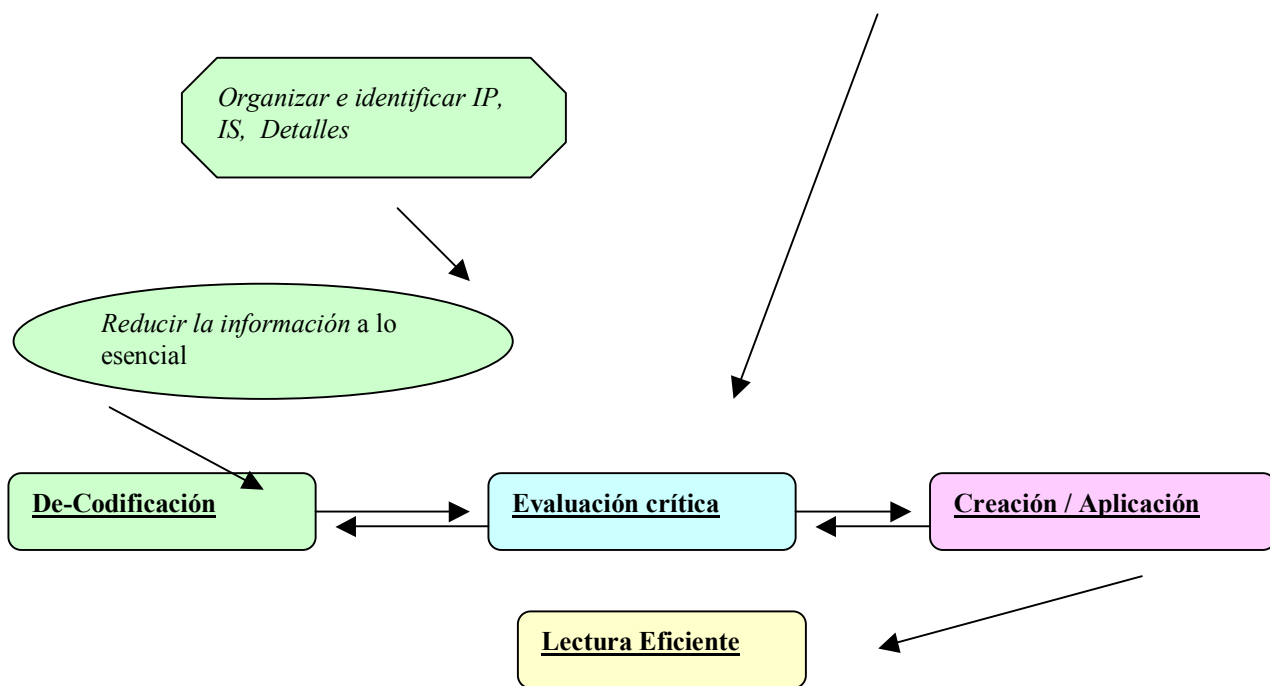 Organizar e identificar IP,
IS, Detalles
Reducir la información a lo
esencial
De-Codificación
Evaluación crítica
Creación / Aplicación
Lectura Eficiente